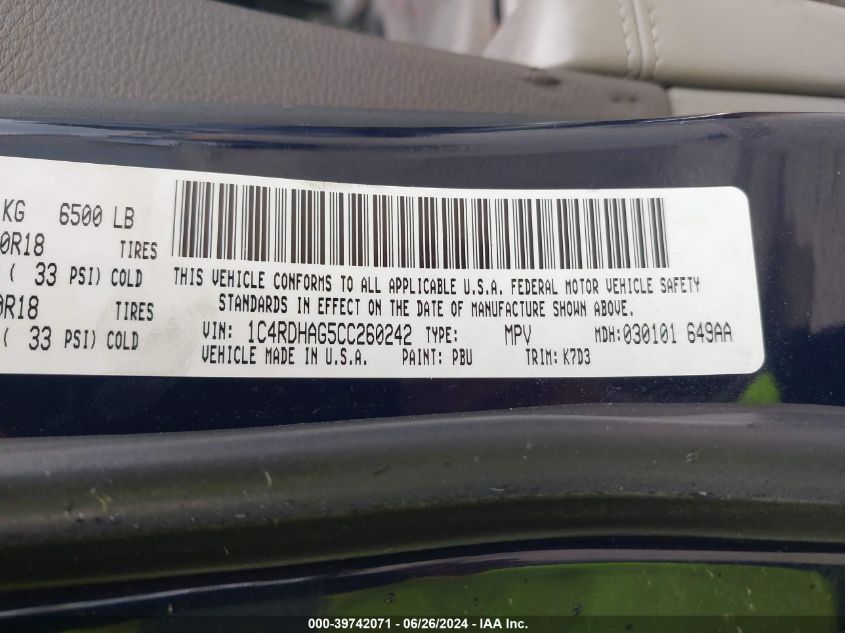 KG 6500 LB
0R18 TIRES
( 33 PSI) COLD
0R18 TIRES
( 33 PSI) COLD
THIS VEHICLE CONFORMS TO ALL APPLICABLE U.S.A. FEDERAL MOTOR VEHICLE SAFETY
STANDARDS IN EFFECT ON THE DATE OF MANUFACTURE SHOWN ABOVE.
VIN: 1C4RDHAG5CC260242 TYPE: MPV MDH:030101 649AA
VEHICLE MADE IN U.S.A. PAINT: PBU TRIM: K7D3
000-39742071 - 06/26/2024 - IAA Inc.